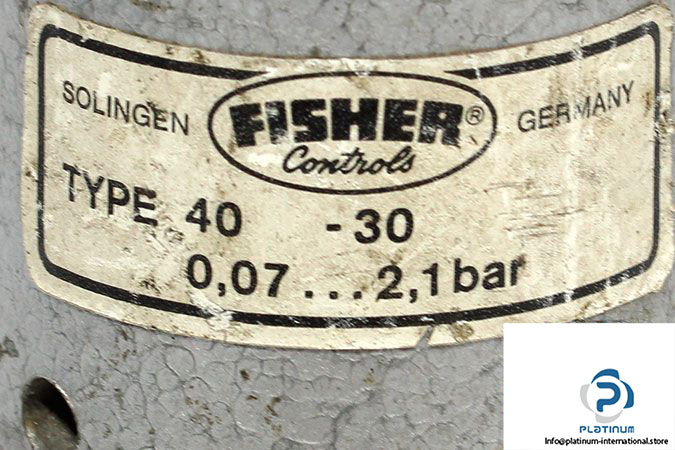 SOLINGEN FISHER® GERMANY
Controls
TYPE 40 -30
0,07 ... 2,1 bar
PLATINUM
Info@platinum-international.store